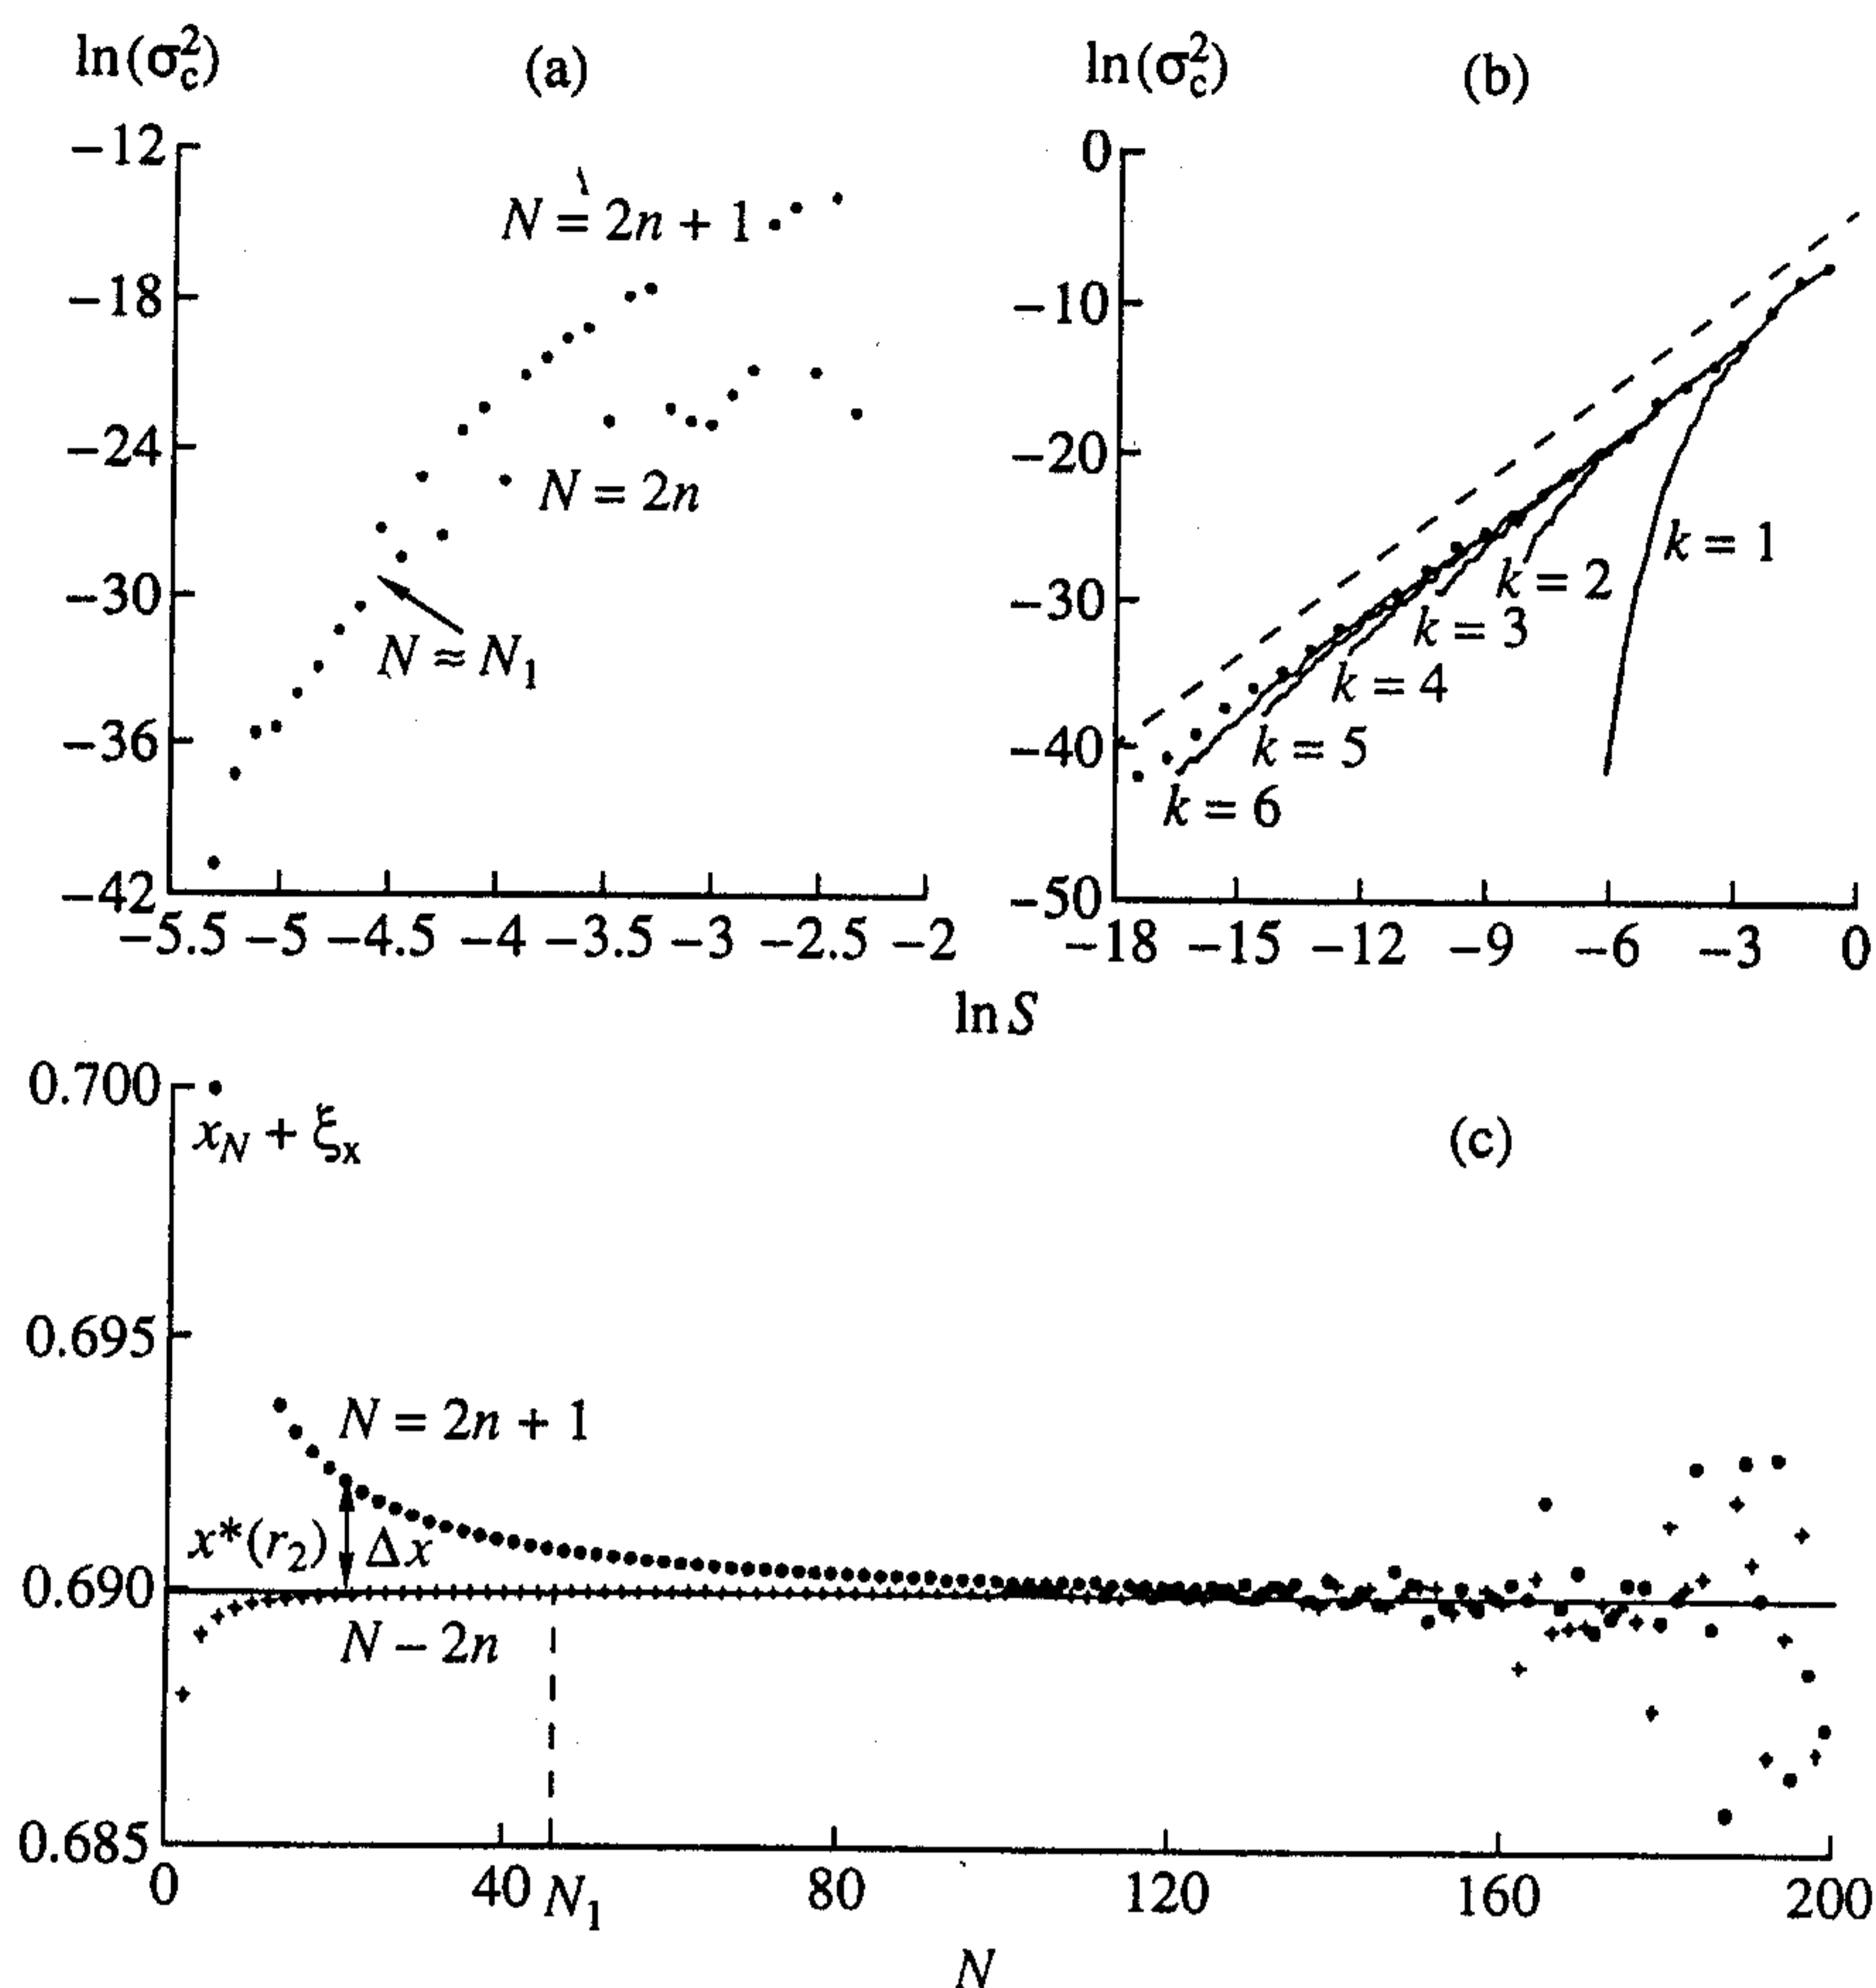 ln(σ_c^2) (a)
−12
−18
−24
−30
−36
−42
N = 2n + 1
N = 2n
N ≈ N_1
−5.5 −5 −4.5 −4 −3.5 −3 −2.5 −2
ln(σ_c^2) (b)
0
−10
−20
−30
−40
−50
k = 1
k = 2
k = 3
k = 4
k = 5
k = 6
−18 −15 −12 −9 −6 −3 0
ln S
(c)
0.700
x_N + ξ_x
0.695
N = 2n + 1
x*(r_2) Δx
0.690
N − 2n
0.685
0 40 N_1 80 120 160 200
N